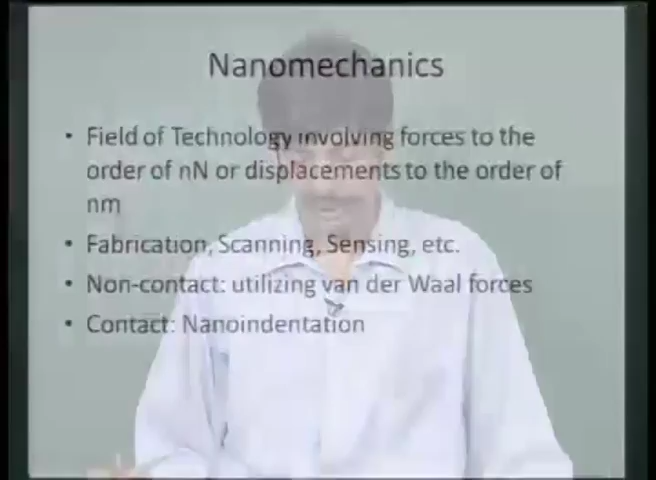 Nanomechanics
• Field of Technology involving forces to the
order of nN or displacements to the order of
nm
• Fabrication, Scanning, Sensing, etc.
• Non-contact: utilizing van der Waal forces
• Contact: Nanoindentation